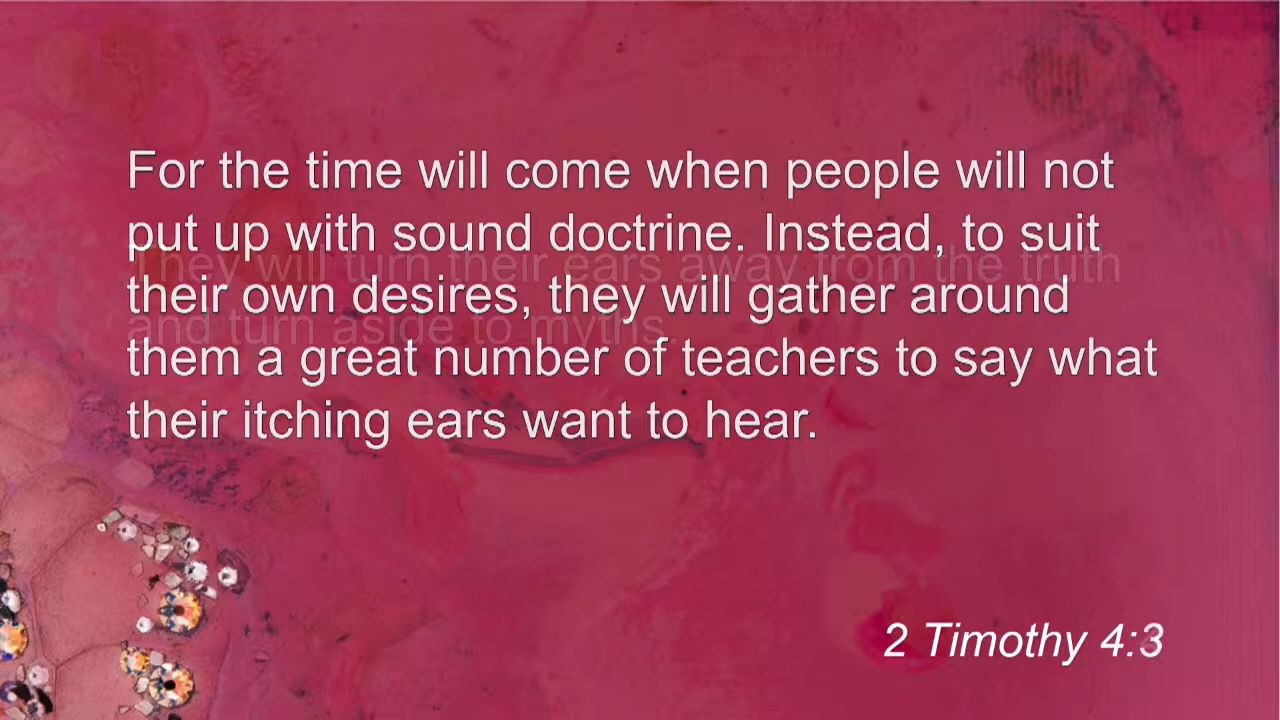 For the time will come when people will not
put up with sound doctrine. Instead, to suit
They will turn their ears away from the truth
their own desires, they will gather around
and turn aside to myths.
them a great number of teachers to say what
their itching ears want to hear.
2 Timothy 4:3